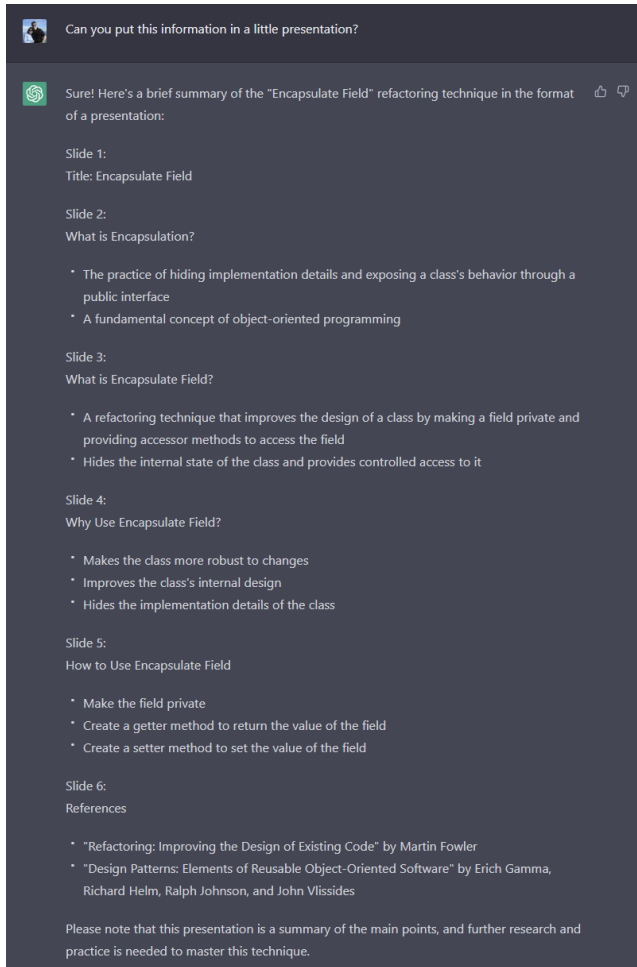 Can you put this information in a little presentation?
Sure! Here's a brief summary of the "Encapsulate Field" refactoring technique in the format
of a presentation:
Slide 1:
Title: Encapsulate Field
Slide 2:
What is Encapsulation?
• The practice of hiding implementation details and exposing a class's behavior through a
public interface
• A fundamental concept of object-oriented programming
Slide 3:
What is Encapsulate Field?
• A refactoring technique that improves the design of a class by making a field private and
providing accessor methods to access the field
• Hides the internal state of the class and provides controlled access to it
Slide 4:
Why Use Encapsulate Field?
• Makes the class more robust to changes
• Improves the class's internal design
• Hides the implementation details of the class
Slide 5:
How to Use Encapsulate Field
• Make the field private
• Create a getter method to return the value of the field
• Create a setter method to set the value of the field
Slide 6:
References
• "Refactoring: Improving the Design of Existing Code" by Martin Fowler
• "Design Patterns: Elements of Reusable Object-Oriented Software" by Erich Gamma,
Richard Helm, Ralph Johnson, and John Vlissides
Please note that this presentation is a summary of the main points, and further research and
practice is needed to master this technique.